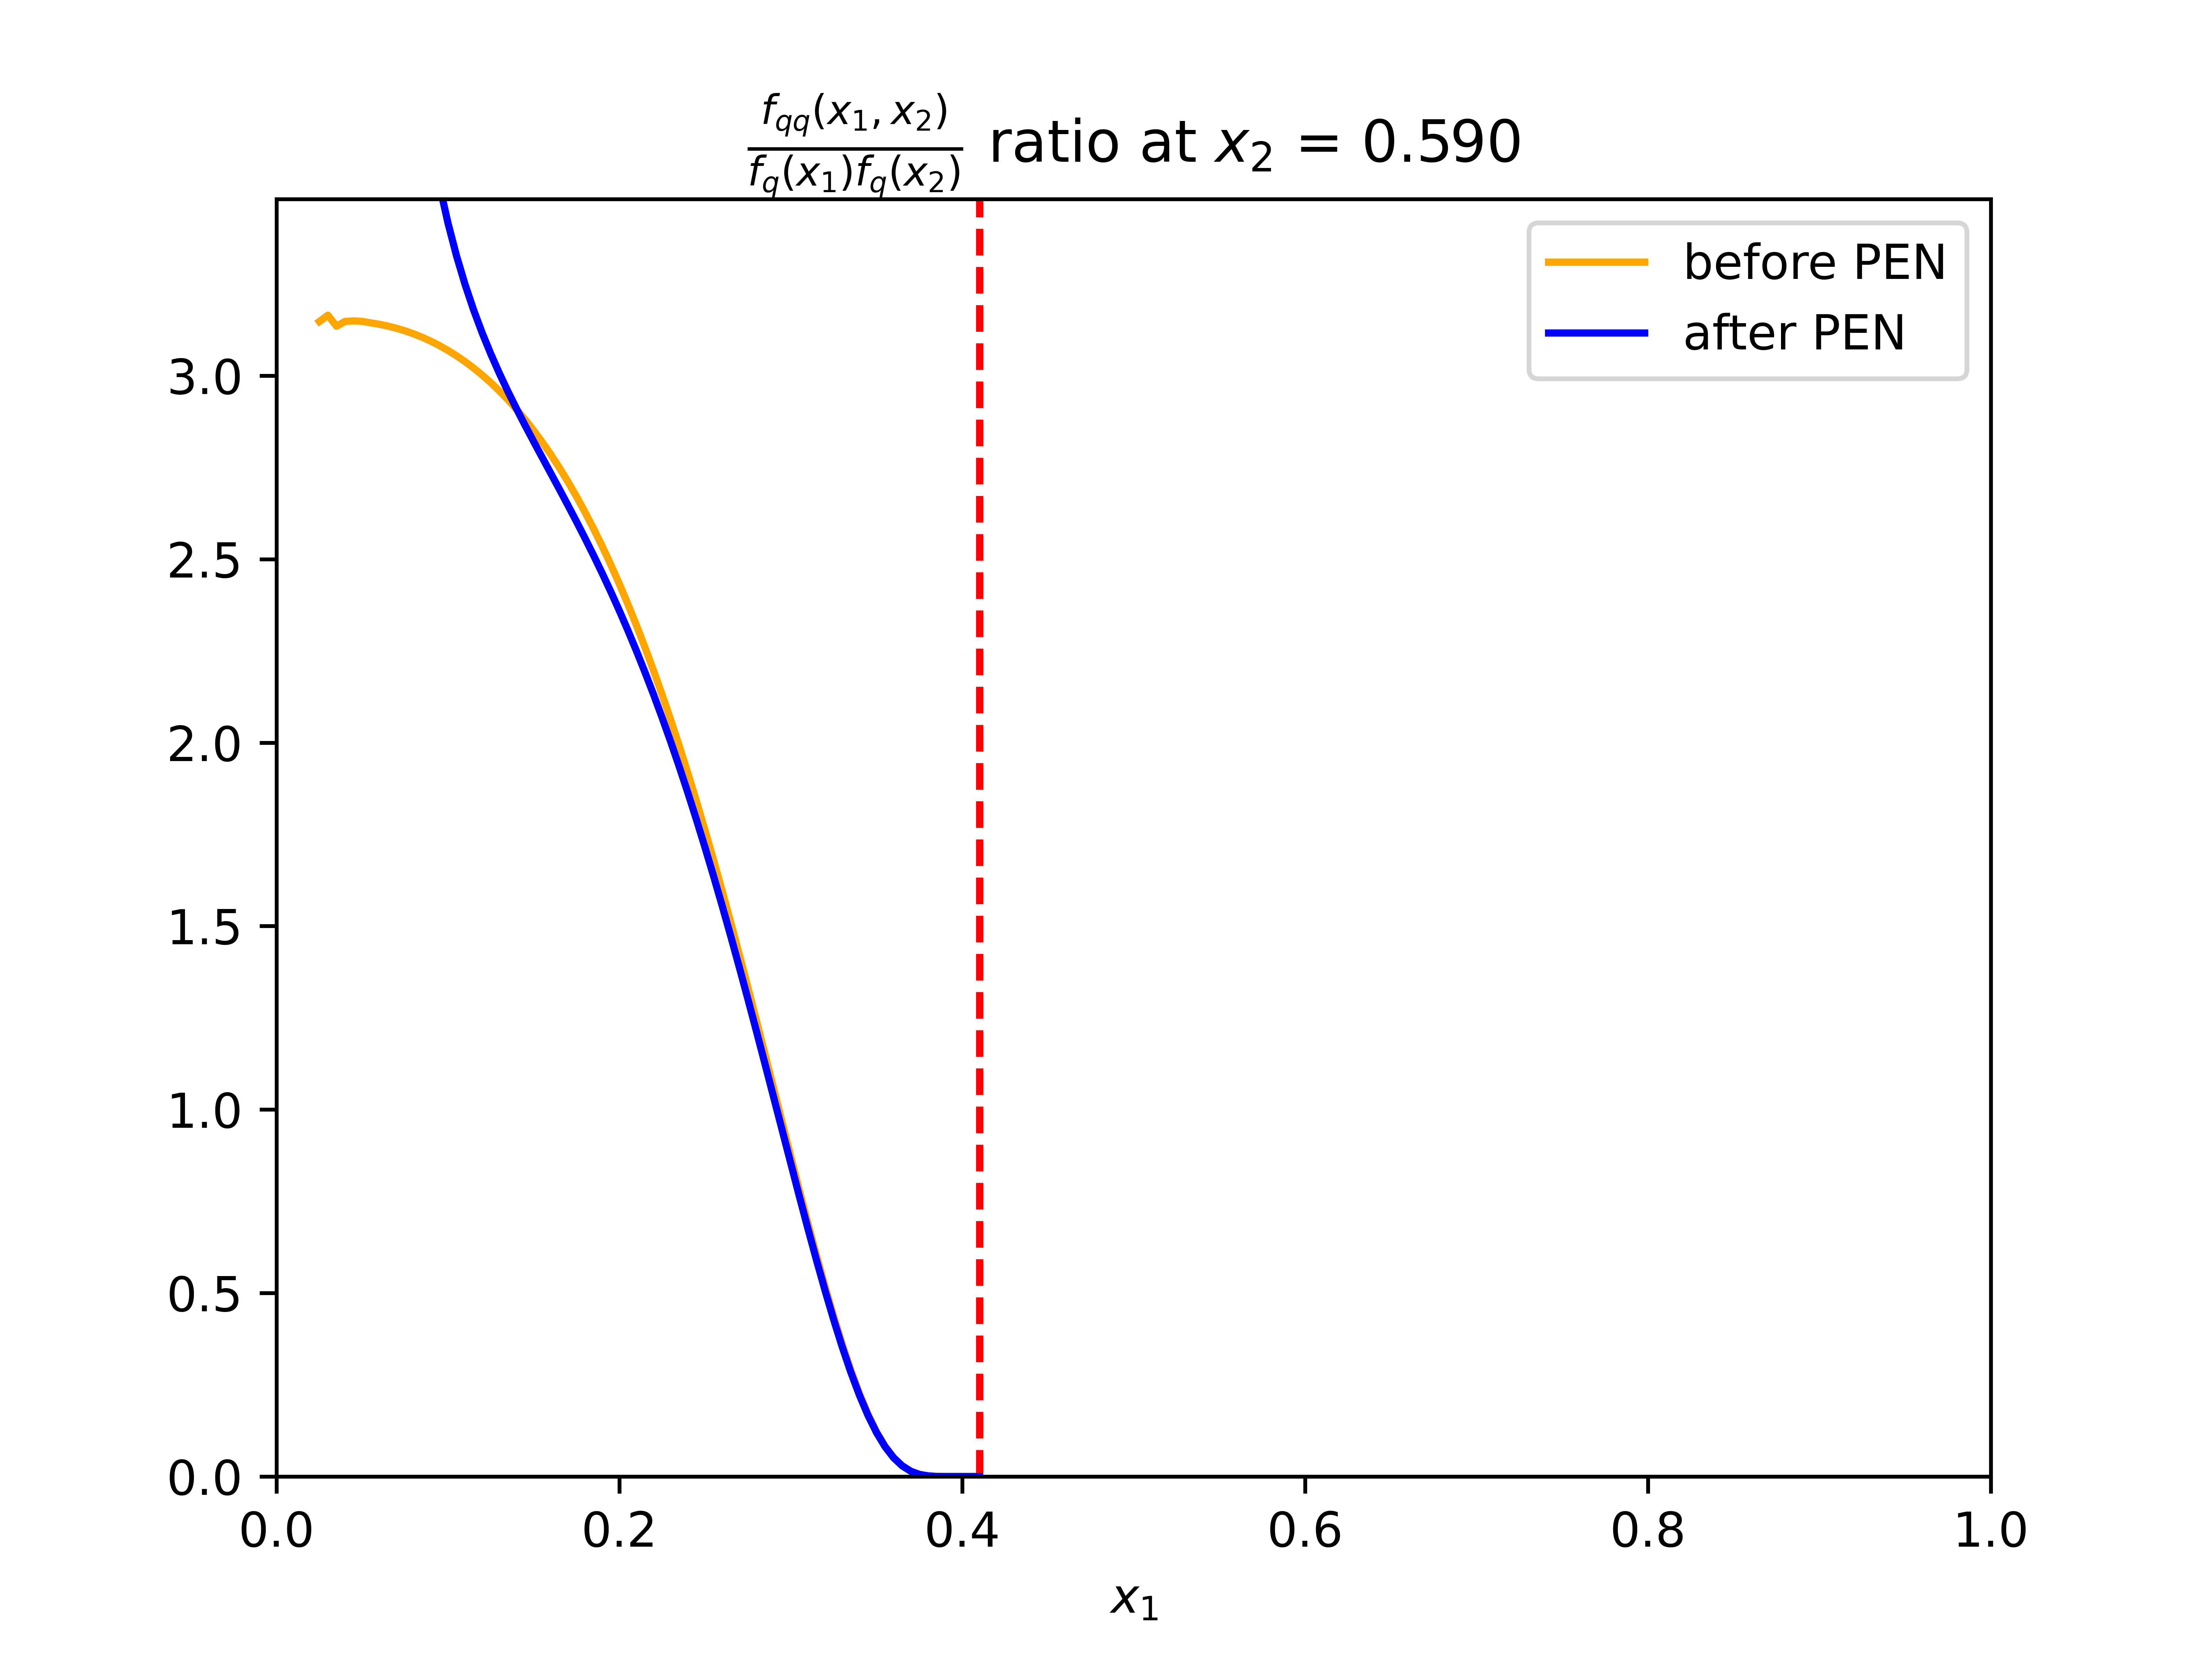 f_qq(x_1, x_2) / f_q(x_1)f_q(x_2) ratio at x_2 = 0.590
before PEN
after PEN
3.0
2.5
2.0
1.5
1.0
0.5
0.0
0.0 0.2 0.4 0.6 0.8 1.0
x_1